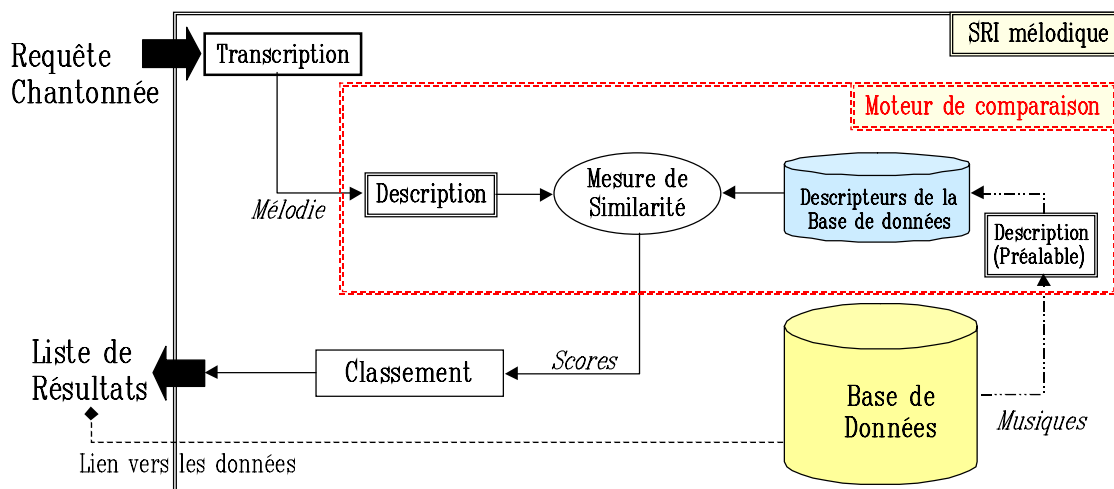 SRI mélodique
Requête
Chantonnée
Transcription
Moteur de comparaison
Mélodie
Description
Mesure de
Similarité
Descripteurs de la
Base de données
Description
(Préalable)
Liste de
Résultats
Classement
Scores
Base de
Données
Musiques
Lien vers les données